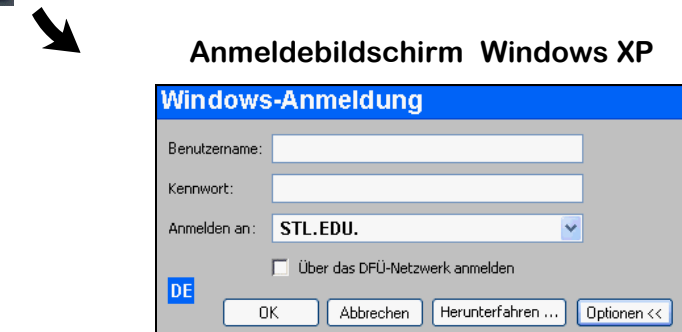 Anmeldebildschirm Windows XP
Windows-Anmeldung
Benutzername:
Kennwort:
Anmelden an: STL.EDU.
Über das DFÜ-Netzwerk anmelden
DE
OK Abbrechen Herunterfahren ... Optionen <<